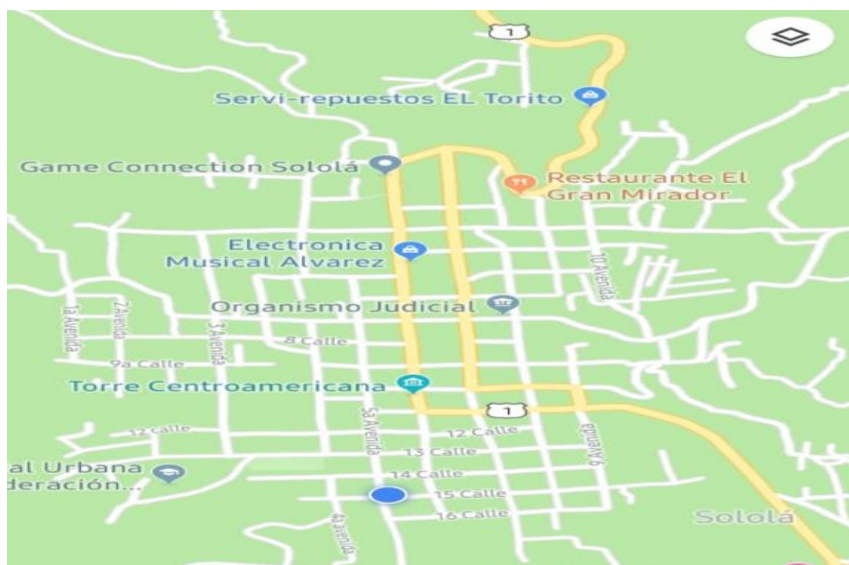 1
Servi-repuestos EL Torito
Game Connection Sololá
Restaurante El
Gran Mirador
Electronica
Musical Alvarez
10 Avenida
Organismo Judicial
1a Avenida
2 Avenida
3 Avenida
8 Calle
9a Calle
Torre Centroamericana
1
5a Avenida
12 Calle
12 Calle
9 Avenida
13 Calle
al Urbana
deración...
14 Calle
15 Calle
16 Calle
4a avenida
Sololá